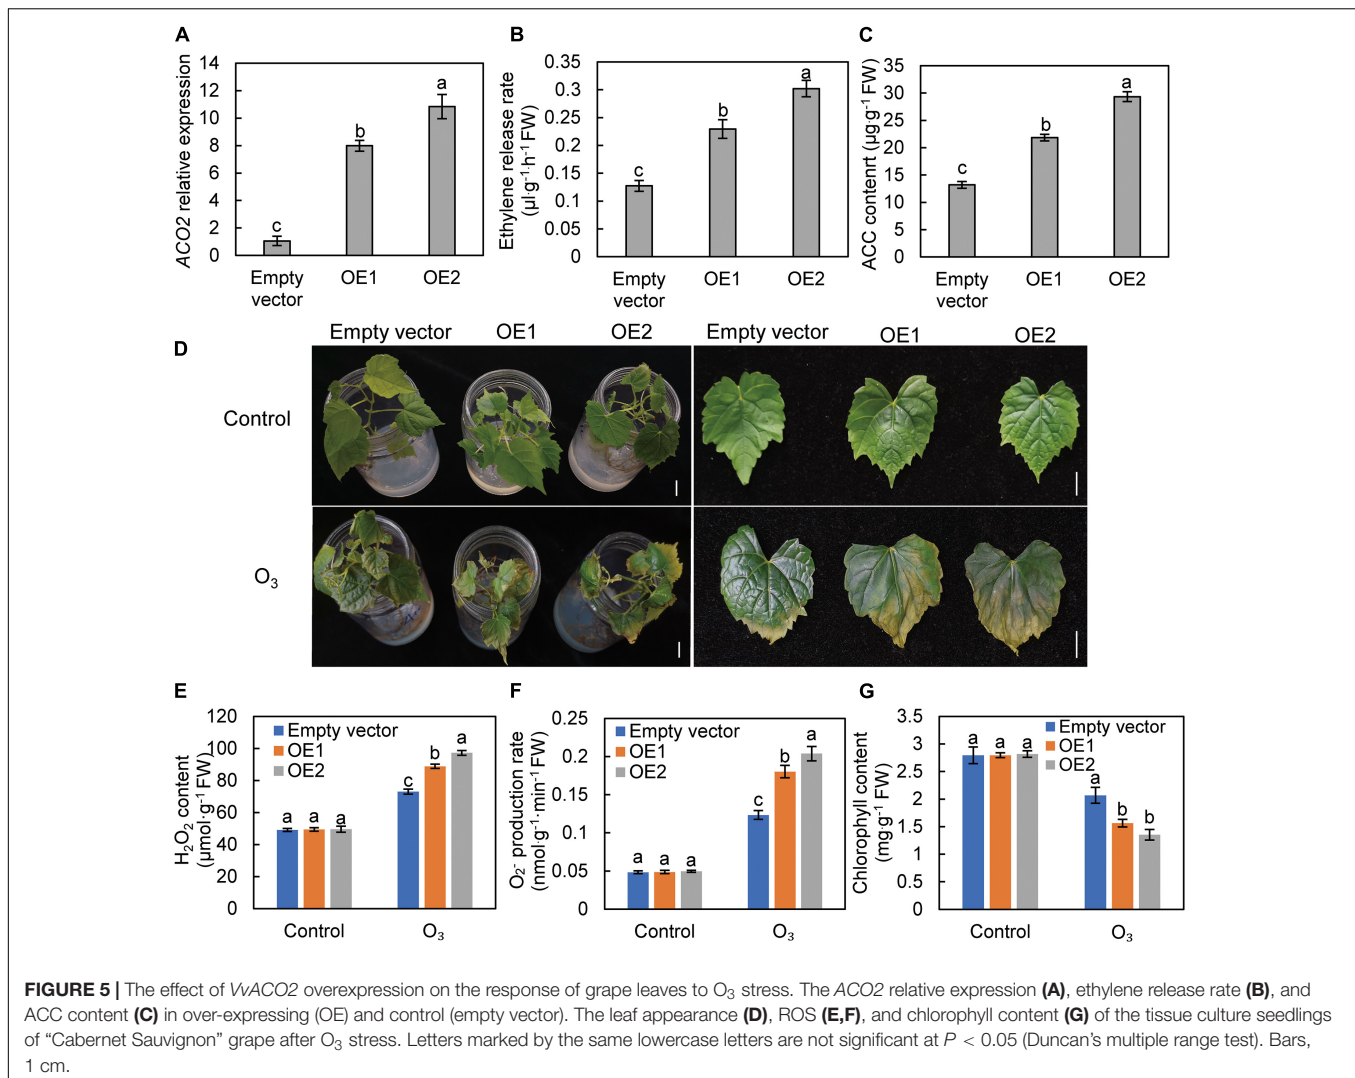 A
ACO2 relative expression
14
12
10
8
6
4
2
0
c
b
a
Empty vector
OE1
OE2
B
Ethylene release rate
(µl·g-1·h-1 FW)
0.35
0.3
0.25
0.2
0.15
0.1
0.05
0
c
b
a
Empty vector
OE1
OE2
C
ACC contenrt (µg·g-1 FW)
35
30
25
20
15
10
5
0
c
b
a
Empty vector
OE1
OE2
D
Empty vector OE1 OE2 Empty vector OE1 OE2
Control
O3
E
H2O2 content
(µmol·g-1 FW)
120
100
80
60
40
20
0
Empty vector
OE1
OE2
a a a
c b a
Control O3
F
O2- production rate
(nmol·g-1·min-1 FW)
0.25
0.2
0.15
0.1
0.05
0
Empty vector
OE1
OE2
a a a
c b a
Control O3
G
Chlorophyll content
(mg·g-1 FW)
3.5
3
2.5
2
1.5
1
0.5
0
Empty vector
OE1
OE2
a a a
a b b
Control O3
FIGURE 5 | The effect of VvACO2 overexpression on the response of grape leaves to O3 stress. The ACO2 relative expression (A), ethylene release rate (B), and
ACC content (C) in over-expressing (OE) and control (empty vector). The leaf appearance (D), ROS (E,F), and chlorophyll content (G) of the tissue culture seedlings
of “Cabernet Sauvignon” grape after O3 stress. Letters marked by the same lowercase letters are not significant at P < 0.05 (Duncan’s multiple range test). Bars,
1 cm.